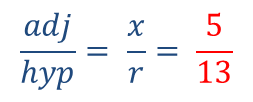 adj/hyp = x/r = 5/13